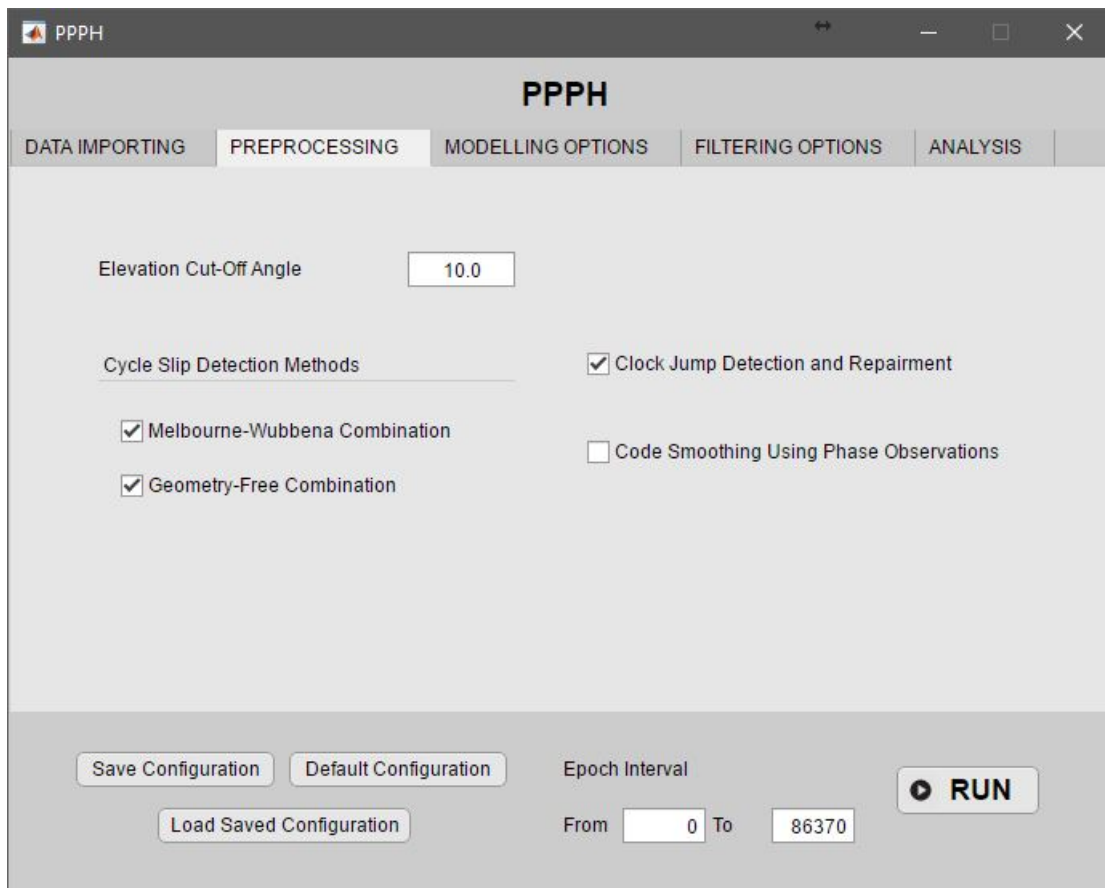 PPPH
PPPH
DATA IMPORTING PREPROCESSING MODELLING OPTIONS FILTERING OPTIONS ANALYSIS
Elevation Cut-Off Angle 10.0
Cycle Slip Detection Methods
Clock Jump Detection and Repairment
Melbourne-Wubbena Combination
Code Smoothing Using Phase Observations
Geometry-Free Combination
Save Configuration Default Configuration Epoch Interval
RUN
Load Saved Configuration From 0 To 86370